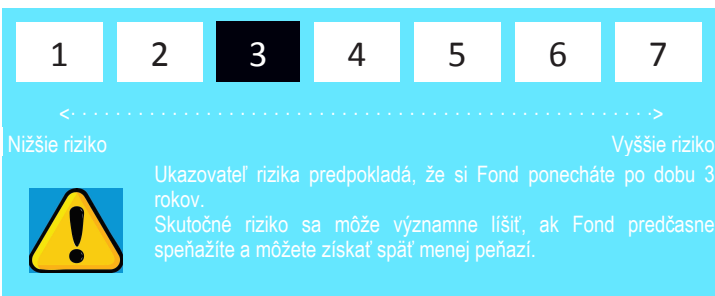 1 2 3 4 5 6 7
<· · · · · · · · · · · · · · · · · · · · · · · · · · · · · · · · · · · · · · · · · · · · · · · · · · · ·>
Nižšie riziko Vyššie riziko
Ukazovateľ rizika predpokladá, že si Fond ponecháte po dobu 3
rokov.
Skutočné riziko sa môže významne líšiť, ak Fond predčasne
speňažíte a môžete získať späť menej peňazí.